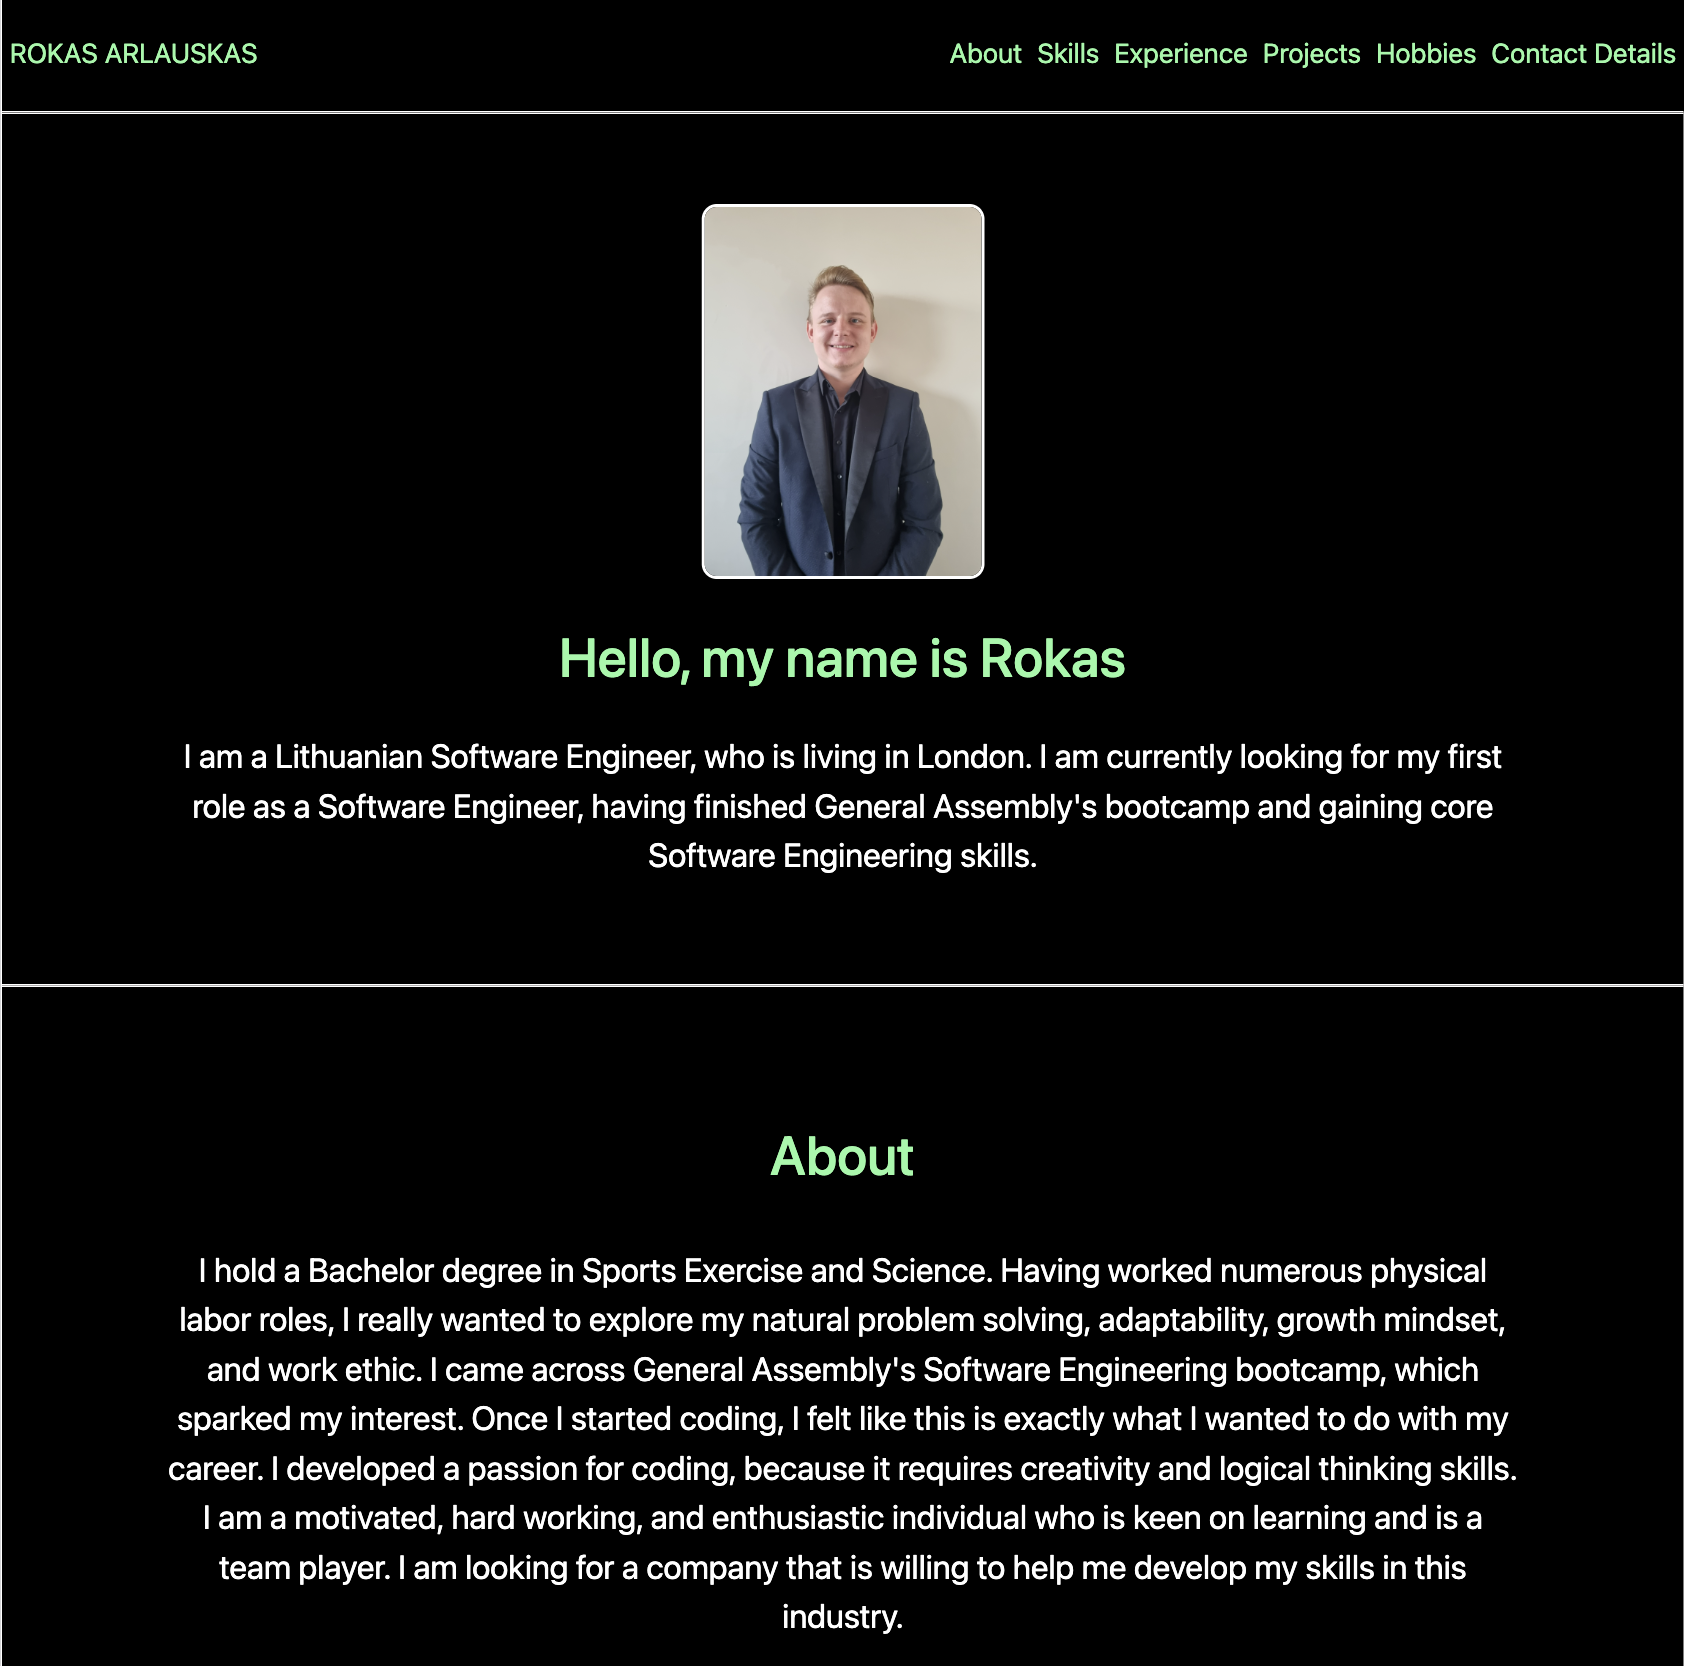 ROKAS ARLAUSKAS
About Skills Experience Projects Hobbies Contact Details
Hello, my name is Rokas
I am a Lithuanian Software Engineer, who is living in London. I am currently looking for my first
role as a Software Engineer, having finished General Assembly's bootcamp and gaining core
Software Engineering skills.
About
I hold a Bachelor degree in Sports Exercise and Science. Having worked numerous physical
labor roles, I really wanted to explore my natural problem solving, adaptability, growth mindset,
and work ethic. I came across General Assembly's Software Engineering bootcamp, which
sparked my interest. Once I started coding, I felt like this is exactly what I wanted to do with my
career. I developed a passion for coding, because it requires creativity and logical thinking skills.
I am a motivated, hard working, and enthusiastic individual who is keen on learning and is a
team player. I am looking for a company that is willing to help me develop my skills in this
industry.